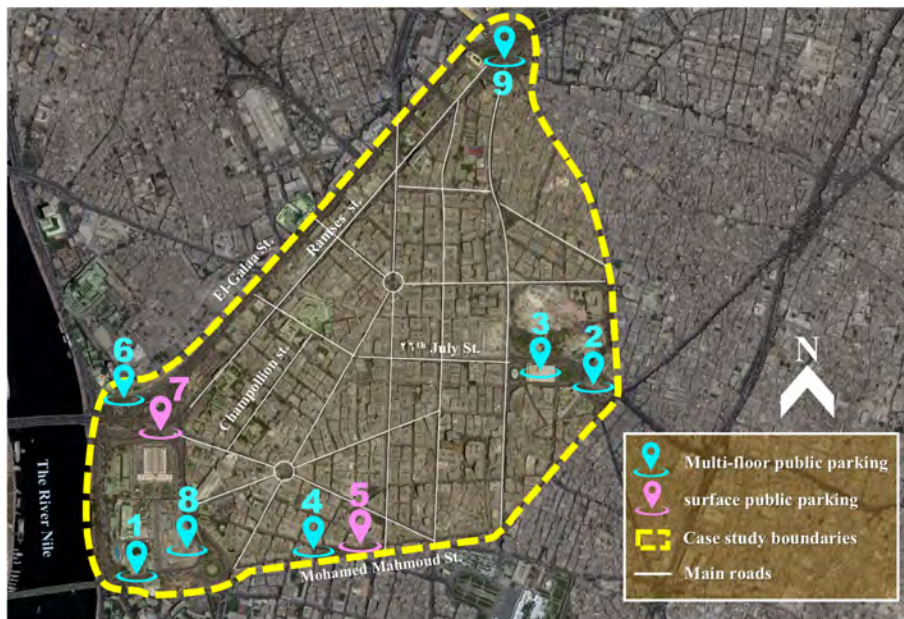 9
El-Galaa St.
Ramses st.
Champollion st.
٢٦ᵗʰ July St.
3
2
6
7
N
The River Nile
1
8
4
5
Mohamed Mahmoud St.
Multi-floor public parking
surface public parking
Case study boundaries
Main roads